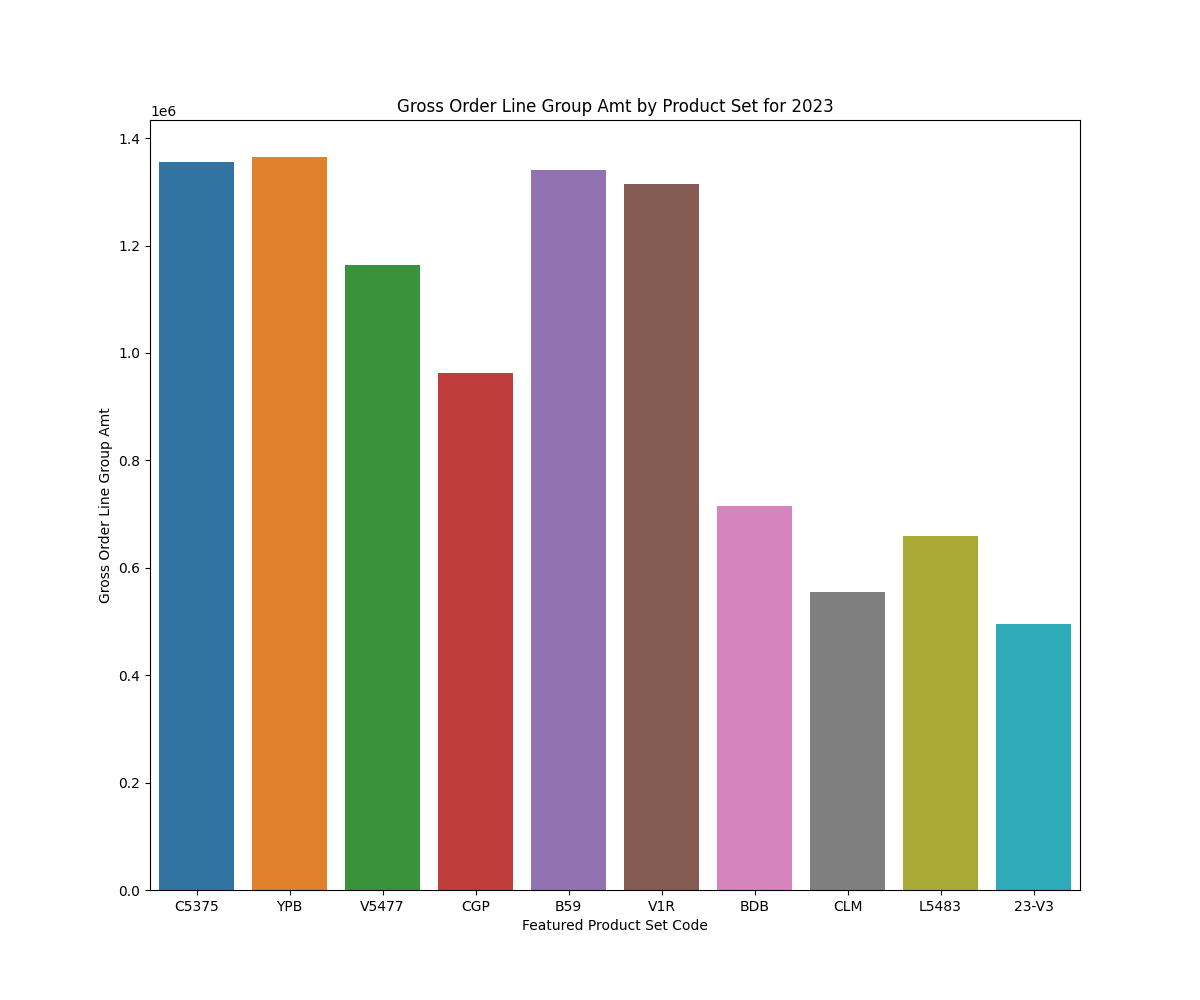 Gross Order Line Group Amt by Product Set for 2023
1e6
1.4
1.2
1.0
0.8
0.6
0.4
0.2
0.0
Gross Order Line Group Amt
C5375 YPB V5477 CGP B59 V1R BDB CLM L5483 23-V3
Featured Product Set Code